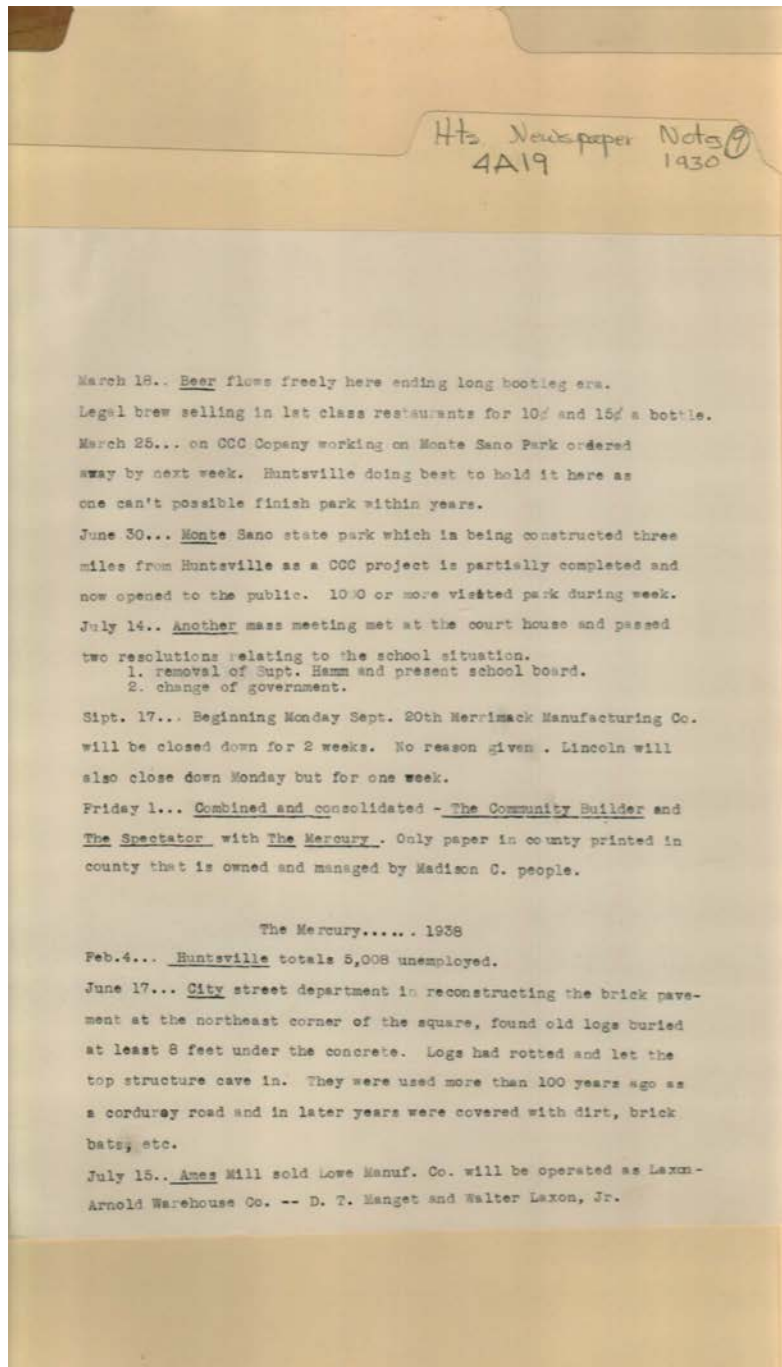 Hts Newspaper Notes 9
4A19 1930
March 18.. Beer flows freely here ending long bootleg era.
Legal brew selling in 1st class restaurants for 10¢ and 15¢ a bottle.
March 25... on CCC Copany working on Monte Sano Park ordered
away by next week. Huntsville doing best to hold it here as
one can't possible finish park within years.
June 30... Monte Sano state park which is being constructed three
miles from Huntsville as a CCC project is partially completed and
now opened to the public. 1000 or more visited park during week.
July 14.. Another mass meeting met at the court house and passed
two resolutions relating to the school situation.
1. removal of Supt. Hamm and present school board.
2. change of government.
Sipt. 17... Beginning Monday Sept. 20th Merrimack Manufacturing Co.
will be closed down for 2 weeks. No reason given . Lincoln will
also close down Monday but for one week.
Friday 1... Combined and consolidated - The Community Builder and
The Spectator with The Mercury . Only paper in county printed in
county that is owned and managed by Madison C. people.
The Mercury...... 1938
Feb.4... Huntsville totals 5,008 unemployed.
June 17... City street department in reconstructing the brick pave-
ment at the northeast corner of the square, found old logs buried
at least 8 feet under the concrete. Logs had rotted and let the
top structure cave in. They were used more than 100 years ago as
a cordurey road and in later years were covered with dirt, brick
bats, etc.
July 15.. Ames Mill sold Lowe Manuf. Co. will be operated as Laxon-
Arnold Warehouse Co. -- D. T. Manget and Walter Laxon, Jr.